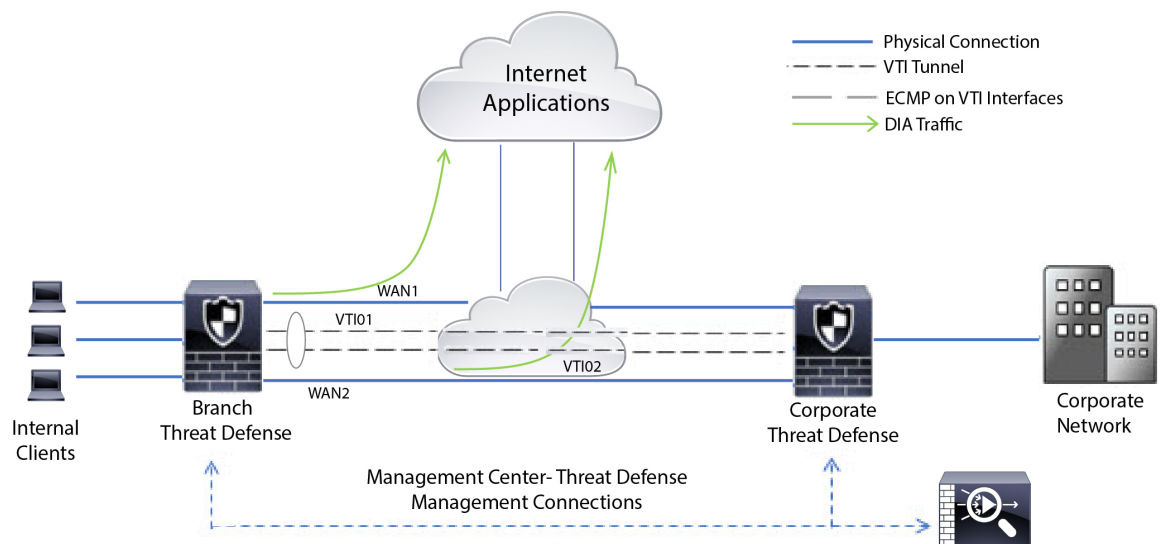 Internet
Applications
Physical Connection
VTI Tunnel
ECMP on VTI Interfaces
DIA Traffic
WAN1
VTI01
VTI02
WAN2
Internal
Clients
Branch
Threat Defense
Corporate
Threat Defense
Corporate
Network
Management Center- Threat Defense
Management Connections